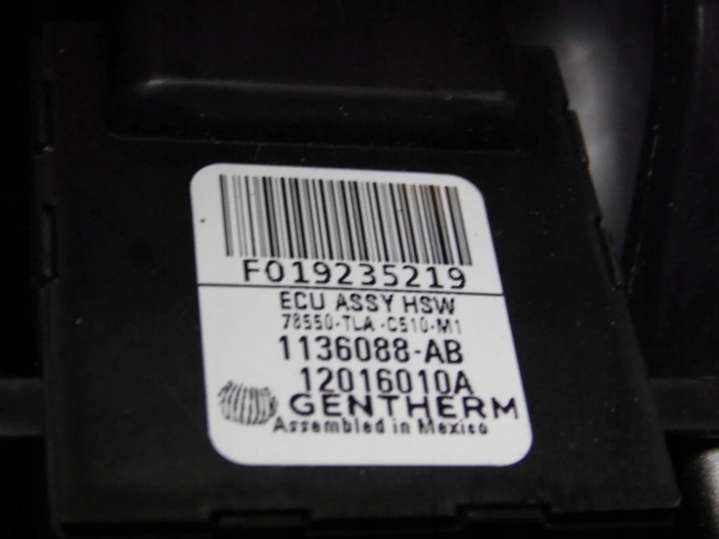 F019235219
ECU ASSY HSW
78550-TLA-C510-M1
1136088-AB
12016010A
GENTHERM
Assembled in Mexico